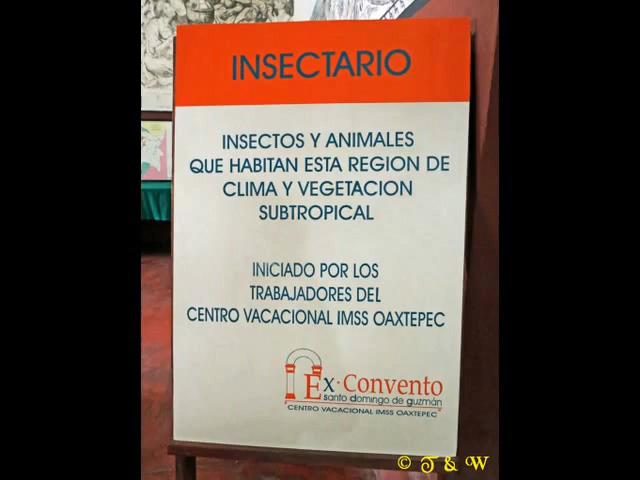 INSECTARIO
INSECTOS Y ANIMALES
QUE HABITAN ESTA REGION DE
CLIMA Y VEGETACION
SUBTROPICAL
INICIADO POR LOS
TRABAJADORES DEL
CENTRO VACACIONAL IMSS OAXTEPEC
Ex·Convento
santo domingo de guzmán
"CENTRO VACACIONAL IMSS OAXTEPEC"
© T & W